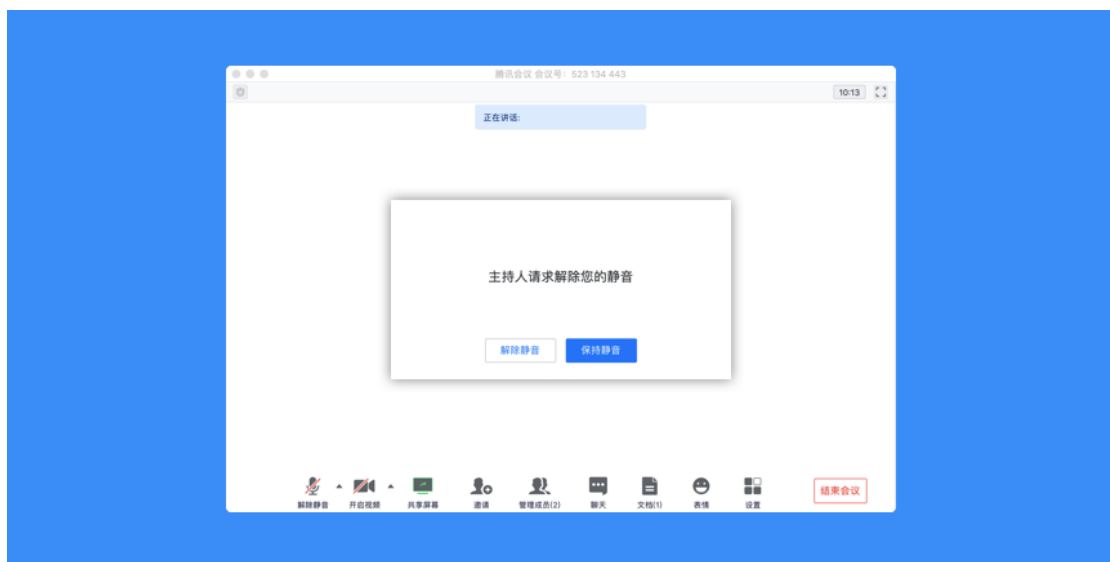 腾讯会议 会议号：523 134 443
10:13
正在讲话:
主持人请求解除您的静音
解除静音 保持静音
解除静音 开启视频 共享屏幕 邀请 管理成员(2) 聊天 文档(1) 表情 设置 结束会议